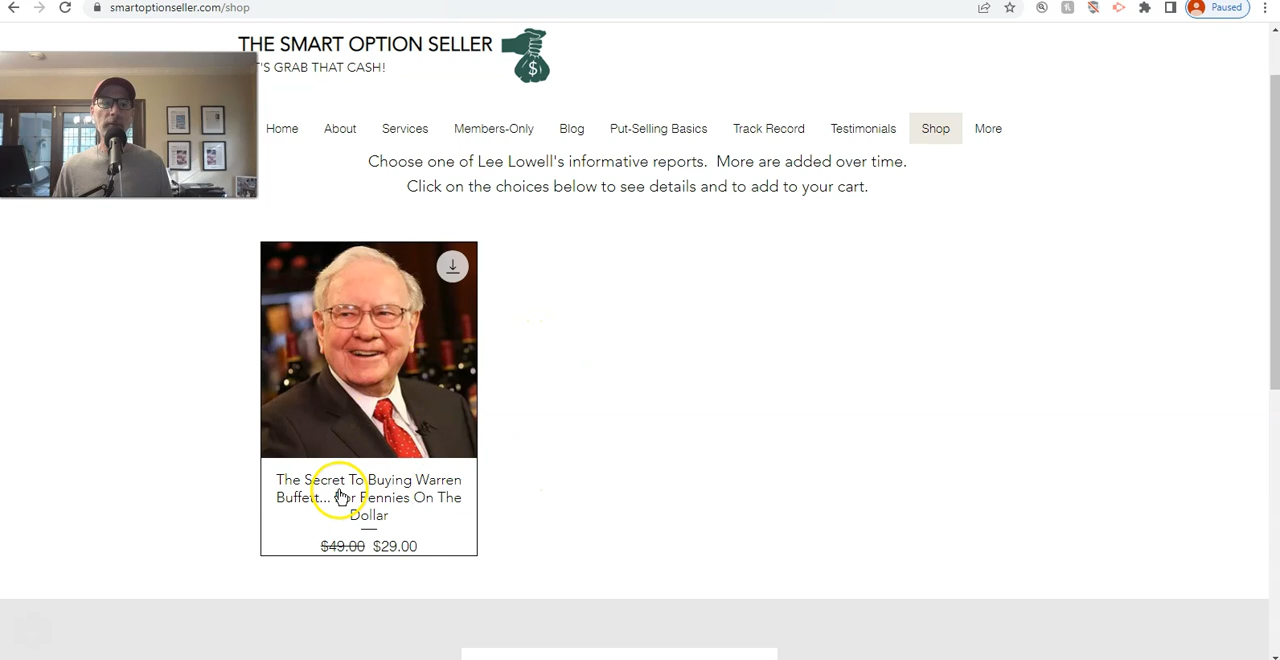 smartoptionseller.com/shop
Paused
THE SMART OPTION SELLER
$
T'S GRAB THAT CASH!
Home About Services Members-Only Blog Put-Selling Basics Track Record Testimonials Shop More
Choose one of Lee Lowell's informative reports. More are added over time.
Click on the choices below to see details and to add to your cart.
The Secret To Buying Warren
Buffett... For Pennies On The
Dollar
$49.00 $29.00